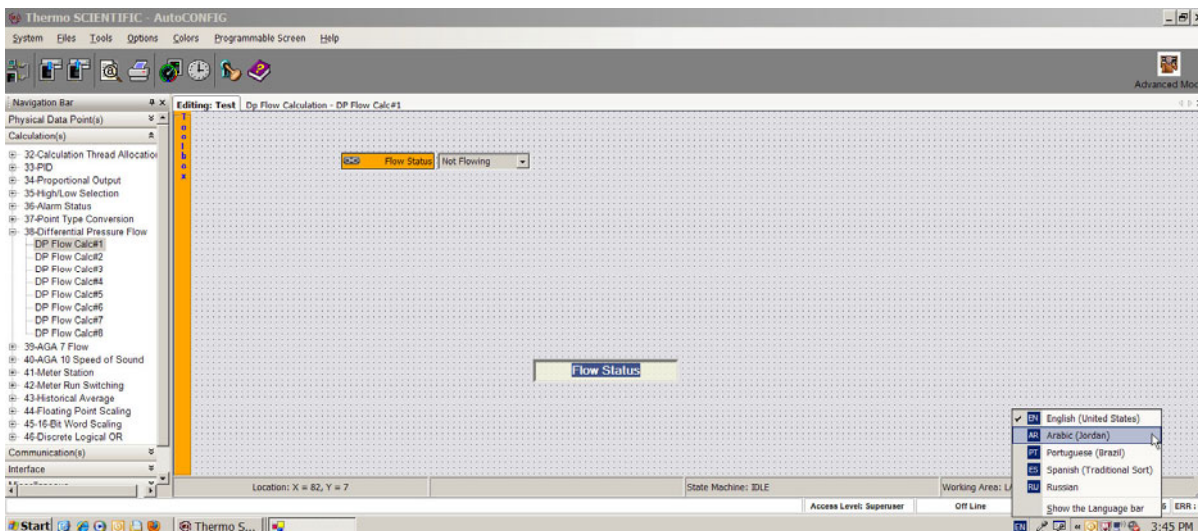 Thermo SCIENTIFIC - AutoCONFIG
System Files Tools Options Colors Programmable Screen Help
Advanced Mod
Navigation Bar
Editing: Test Dp Flow Calculation - DP Flow Calc#1
Physical Data Point(s)
Calculation(s)
Toolbox
32-Calculation Thread Allocation
33-PID
34-Proportional Output
35-High/Low Selection
36-Alarm Status
37-Point Type Conversion
38-Differential Pressure Flow
DP Flow Calc#1
DP Flow Calc#2
DP Flow Calc#3
DP Flow Calc#4
DP Flow Calc#5
DP Flow Calc#6
DP Flow Calc#7
DP Flow Calc#8
39-AGA 7 Flow
40-AGA 10 Speed of Sound
41-Meter Station
42-Meter Run Switching
43-Historical Average
44-Floating Point Scaling
45-16-Bit Word Scaling
46-Discrete Logical OR
Communication(s)
Interface
Flow Status Not Flowing
Flow Status
EN English (United States)
AR Arabic (Jordan)
PT Portuguese (Brazil)
ES Spanish (Traditional Sort)
RU Russian
Show the Language bar
Location: X = 82, Y = 7 State Machine: IDLE Working Area:
Access Level: Superuser Off Line ERR:
Start Thermo S... EN 3:45 PM